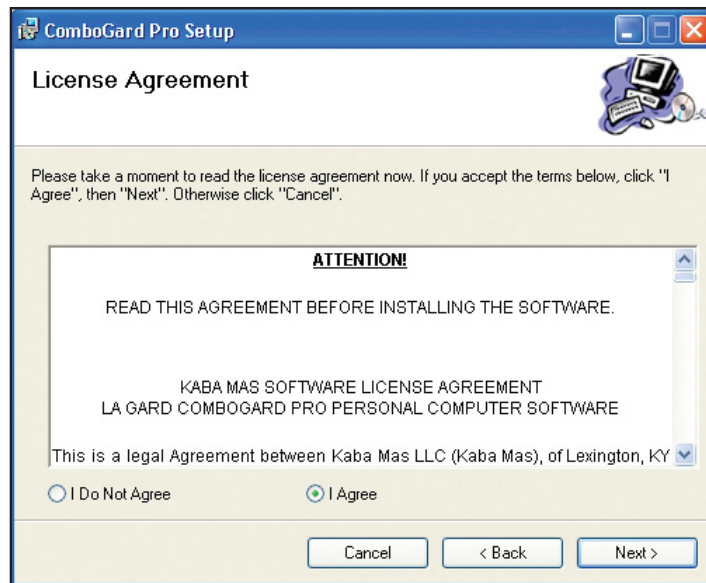 ComboGard Pro Setup
License Agreement
Please take a moment to read the license agreement now. If you accept the terms below, click "I
Agree", then "Next". Otherwise click "Cancel".
ATTENTION!
READ THIS AGREEMENT BEFORE INSTALLING THE SOFTWARE.
KABA MAS SOFTWARE LICENSE AGREEMENT
LA GARD COMBOGARD PRO PERSONAL COMPUTER SOFTWARE
This is a legal Agreement between Kaba Mas LLC (Kaba Mas), of Lexington, KY
I Do Not Agree
I Agree
Cancel
< Back
Next >